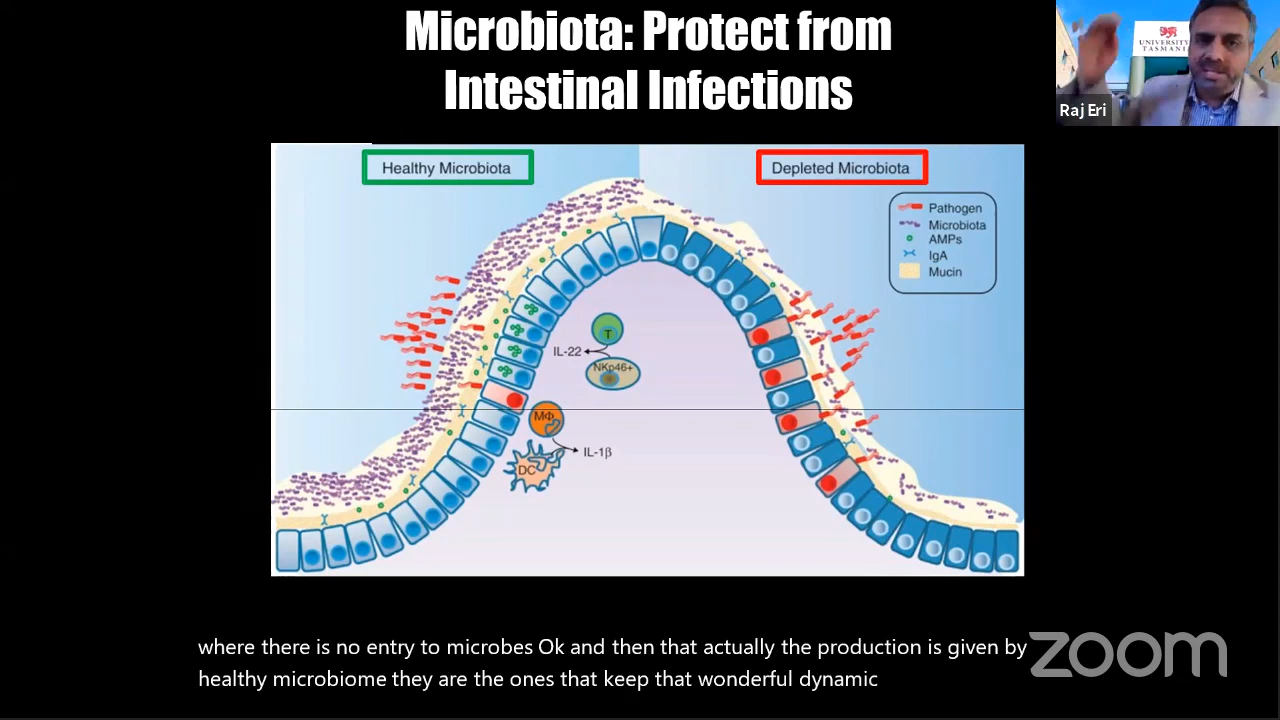 Microbiota: Protect from
Intestinal Infections
UNIVERSITY
TASMANI
Raj Eri
Healthy Microbiota
Depleted Microbiota
Pathogen
Microbiota
AMPs
IgA
Mucin
T
IL-22
NKp46+
MΦ
IL-1β
DC
where there is no entry to microbes Ok and then that actually the production is given by
healthy microbiome they are the ones that keep that wonderful dynamic
zoom